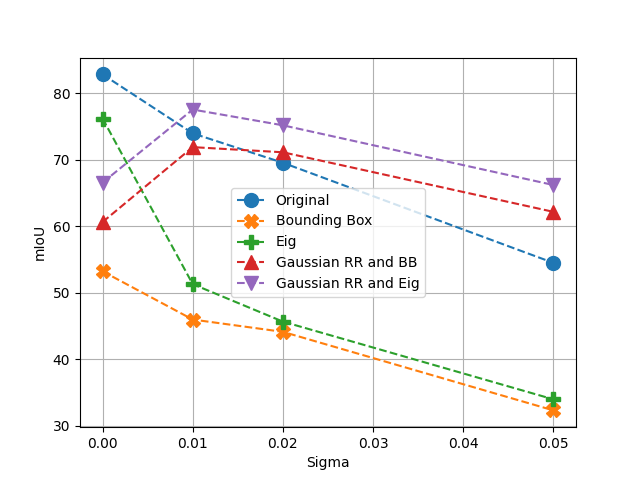 80
70
60
50
40
30
mIoU
Original
Bounding Box
Eig
Gaussian RR and BB
Gaussian RR and Eig
0.00 0.01 0.02 0.03 0.04 0.05
Sigma